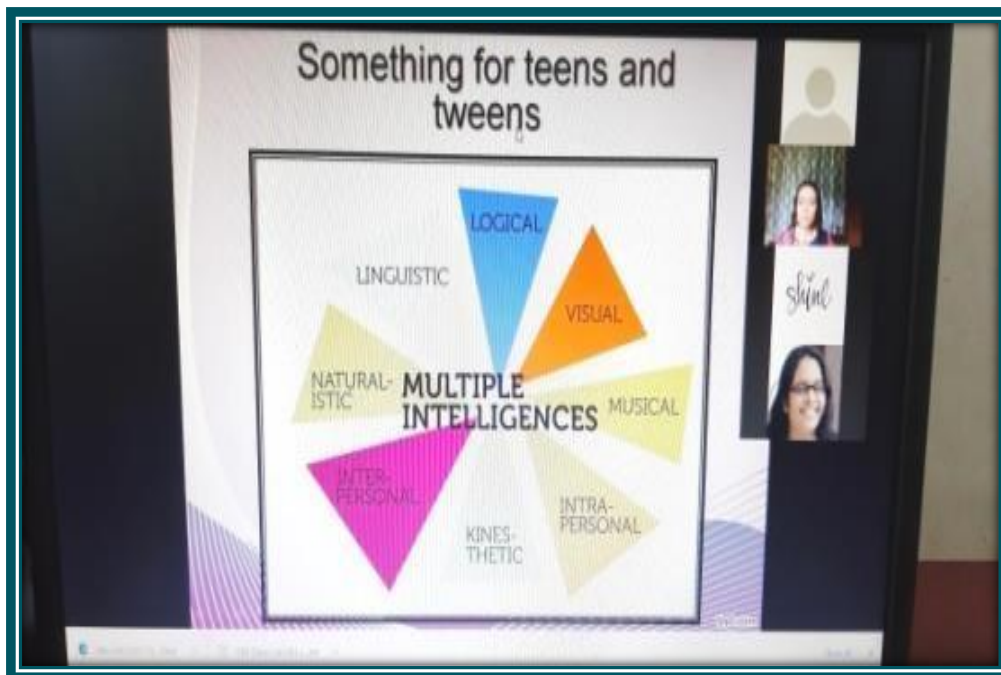 Something for teens and
tweens
LOGICAL
LINGUISTIC
VISUAL
NATURAL-
ISTIC
MULTIPLE
INTELLIGENCES
MUSICAL
INTER-
PERSONAL
INTRA-
PERSONAL
KINES-
THETIC
shine